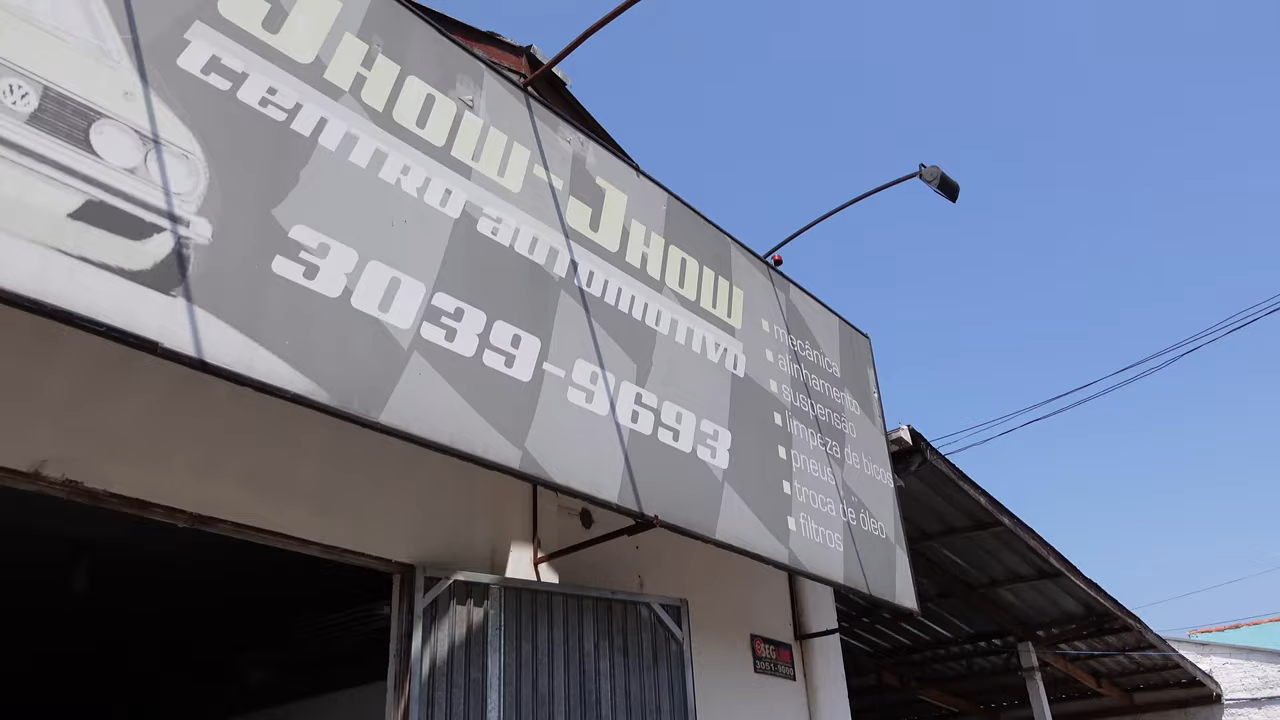 Jhow-Jhow
centro automotivo
3039-9693
mecânica
alinhamento
suspensão
limpeza de bicos
pneus
troca de óleo
filtros
SEG
3051-9000